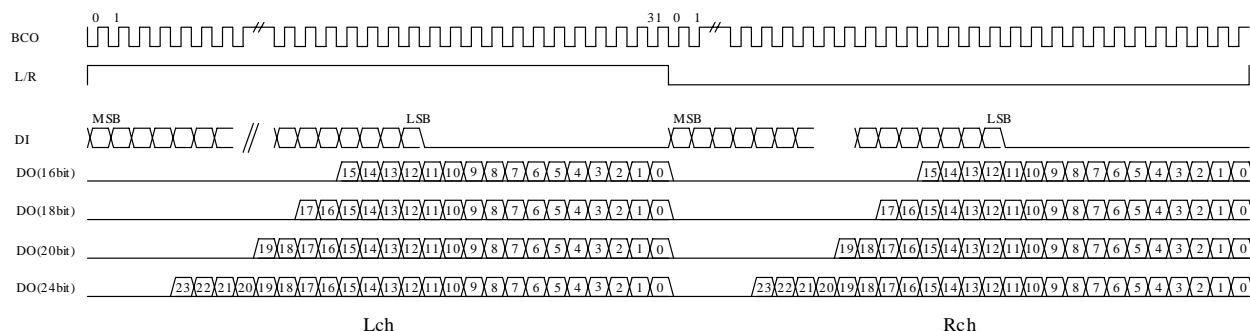 0 1 31 0 1
BCO
L/R
MSB LSB MSB LSB
DI
DO(16bit) 15 14 13 12 11 10 9 8 7 6 5 4 3 2 1 0 15 14 13 12 11 10 9 8 7 6 5 4 3 2 1 0
DO(18bit) 17 16 15 14 13 12 11 10 9 8 7 6 5 4 3 2 1 0 17 16 15 14 13 12 11 10 9 8 7 6 5 4 3 2 1 0
DO(20bit) 19 18 17 16 15 14 13 12 11 10 9 8 7 6 5 4 3 2 1 0 19 18 17 16 15 14 13 12 11 10 9 8 7 6 5 4 3 2 1 0
DO(24bit) 23 22 21 20 19 18 17 16 15 14 13 12 11 10 9 8 7 6 5 4 3 2 1 0 23 22 21 20 19 18 17 16 15 14 13 12 11 10 9 8 7 6 5 4 3 2 1 0
Lch Rch